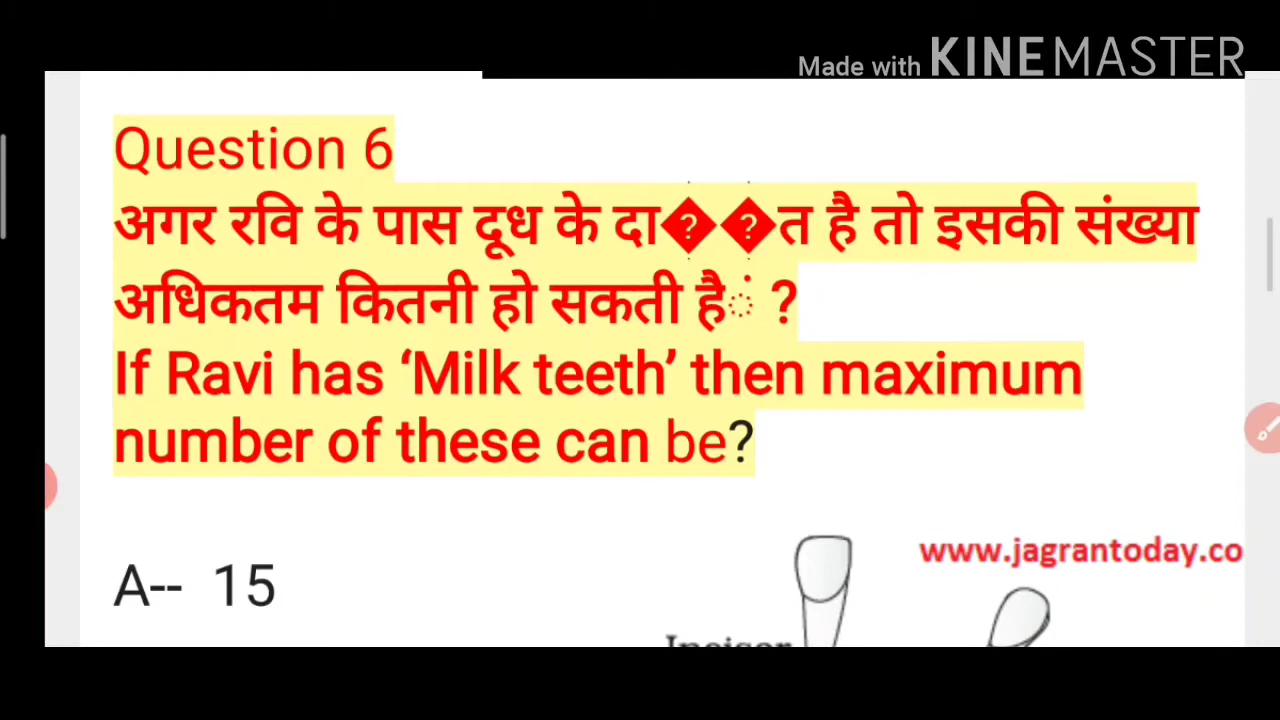 Made with KINEMASTER
Question 6
अगर रवि के पास दूध के दा��त है तो इसकी संख्या
अधिकतम कितनी हो सकती है ं ?
If Ravi has ‘Milk teeth’ then maximum
number of these can be?
www.jagrantoday.co
A-- 15
Incisor